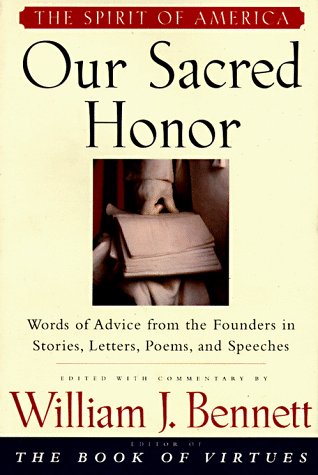 THE SPIRIT OF AMERICA
Our Sacred
Honor
Words of Advice from the Founders in
Stories, Letters, Poems, and Speeches
EDITED WITH COMMENTARY BY
William J. Bennett
EDITOR OF
THE BOOK OF VIRTUES